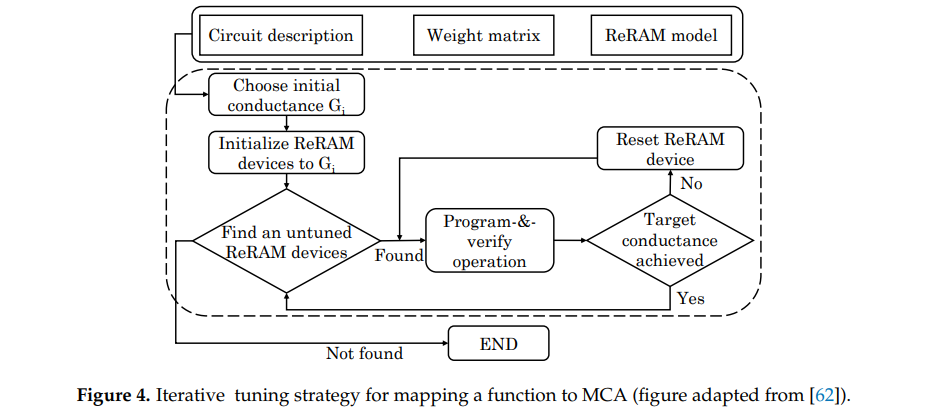 Circuit description
Weight matrix
ReRAM model
Choose initial
conductance Gi
Initialize ReRAM
devices to Gi
Find an untuned
ReRAM devices
Found
Program-&-
verify
operation
Target
conductance
achieved
No
Reset ReRAM
device
Yes
Not found
END
Figure 4. Iterative tuning strategy for mapping a function to MCA (figure adapted from [62]).